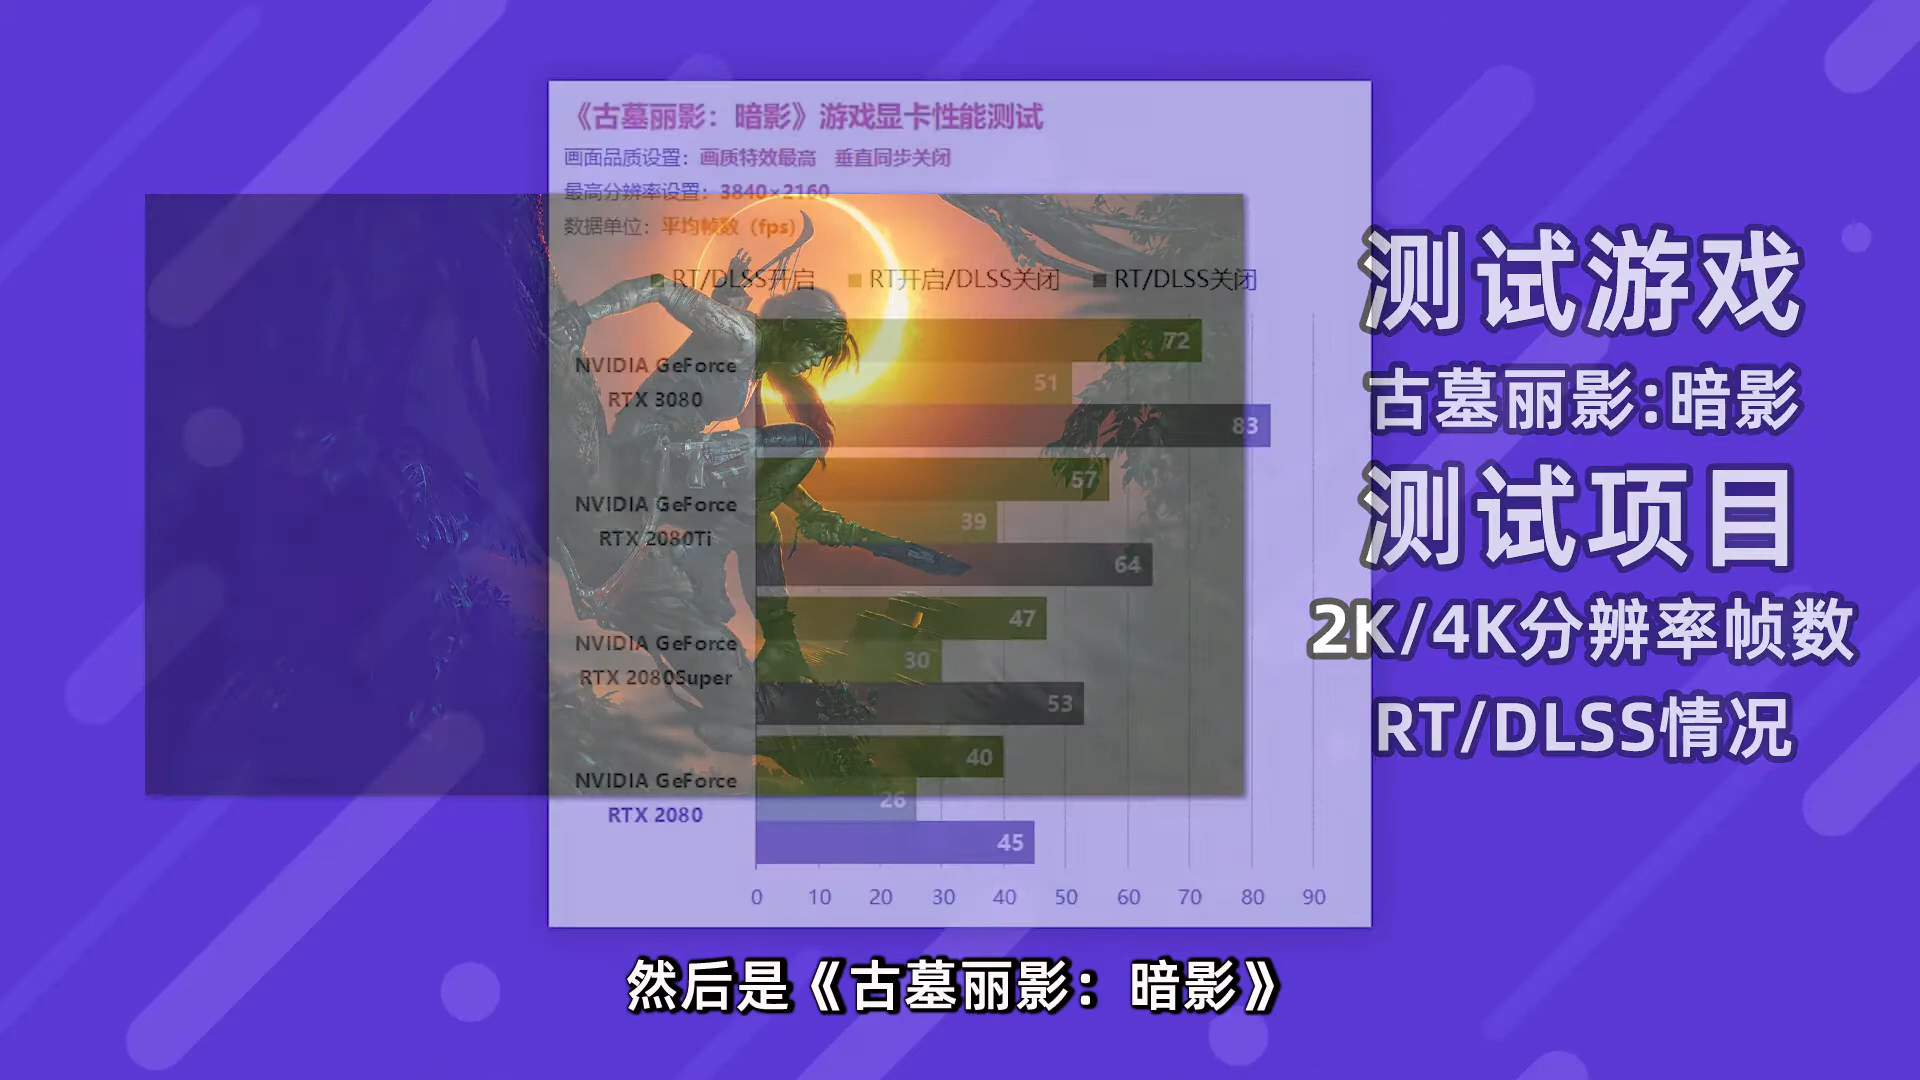 《古墓丽影：暗影》游戏显卡性能测试
画面品质设置：画质特效最高 垂直同步关闭
最高分辨率设置：3840×2160
数据单位：平均帧数（fps）
RT/DLSS开启 RT开启/DLSS关闭 RT/DLSS关闭
NVIDIA GeForce
RTX 3080
72
51
83
NVIDIA GeForce
RTX 2080Ti
57
39
64
NVIDIA GeForce
RTX 2080Super
47
30
53
NVIDIA GeForce
RTX 2080
40
26
45
0 10 20 30 40 50 60 70 80 90
测试游戏
古墓丽影:暗影
测试项目
2K/4K分辨率帧数
RT/DLSS情况
然后是《古墓丽影：暗影》